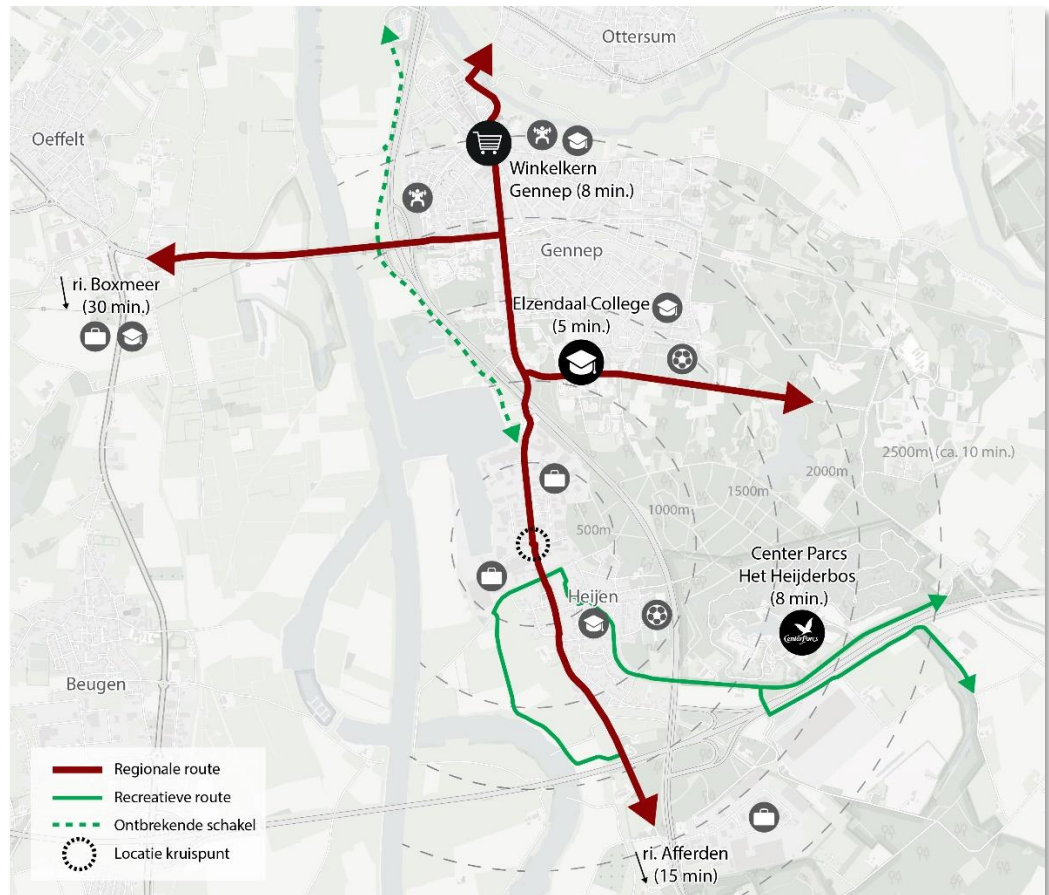 Ottersum
Oeffelt
Winkelkern
Gennep (8 min.)
Gennep
ri. Boxmeer
(30 min.)
Elzendaal College
(5 min.)
2500m (ca. 10 min.)
2000m
1500m
1000m
500m
Center Parcs
Het Heijderbos
(8 min.)
CenterParcs
Heijen
Beugen
Regionale route
Recreatieve route
Ontbrekende schakel
Locatie kruispunt
ri. Afferden
(15 min)